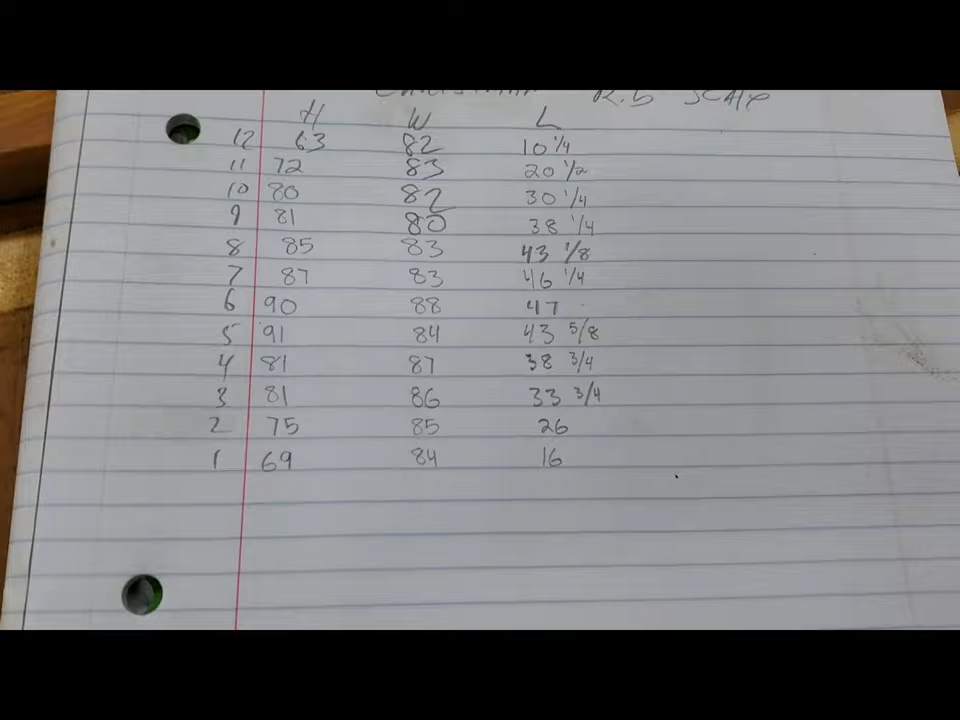 H W L
12 63 82 10 1/4
11 72 83 20 1/2
10 80 82 30 1/4
9 81 80 38 1/4
8 85 83 43 1/8
7 87 83 46 1/4
6 90 88 47
5 91 84 43 5/8
4 81 87 38 3/4
3 81 86 33 3/4
2 75 85 26
1 69 84 16